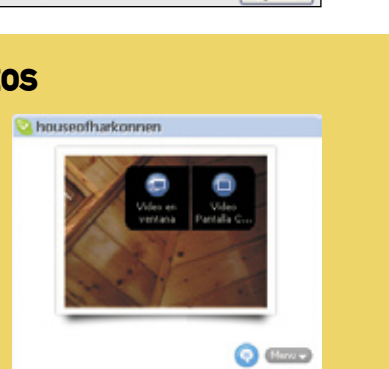 os
houseofharkonnen
Video en
ventana
Video
Pantalla C...
Menu